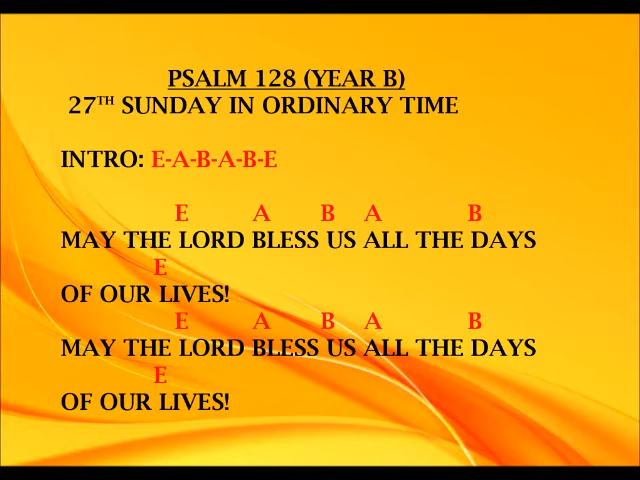 PSALM 128 (YEAR B)
27TH SUNDAY IN ORDINARY TIME
INTRO: E-A-B-A-B-E
E A B A B
MAY THE LORD BLESS US ALL THE DAYS
E
OF OUR LIVES!
E A B A B
MAY THE LORD BLESS US ALL THE DAYS
E
OF OUR LIVES!